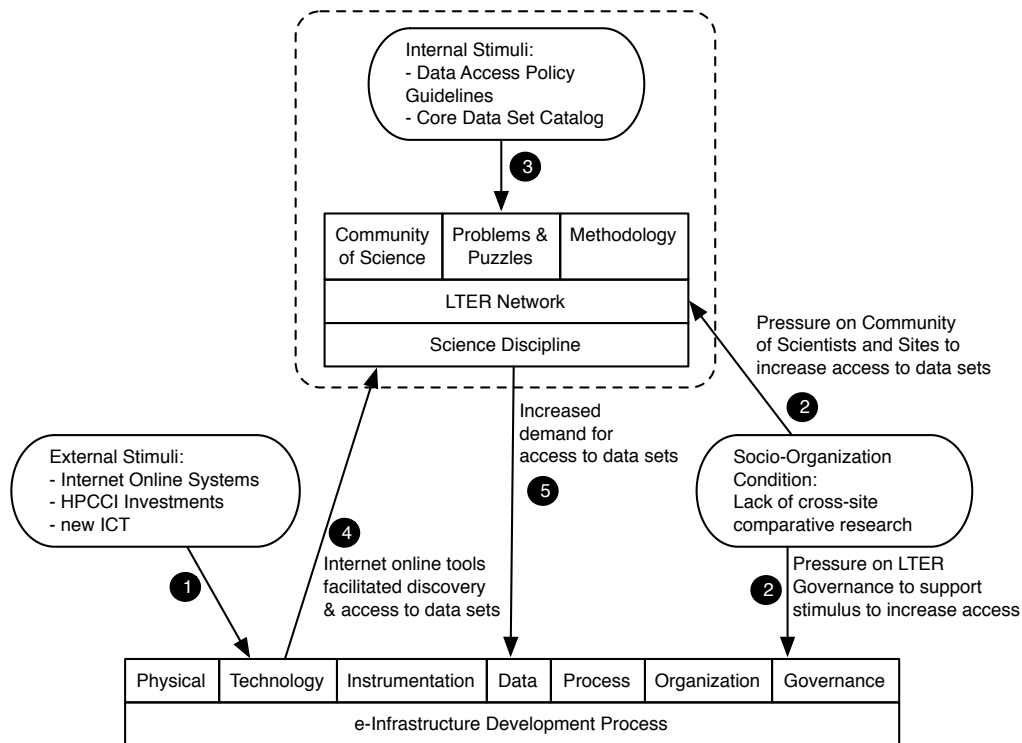 Internal Stimuli:
- Data Access Policy
Guidelines
- Core Data Set Catalog
3
Community
of Science
Problems &
Puzzles
Methodology
LTER Network
Science Discipline
Pressure on Community
of Scientists and Sites to
increase access to data sets
2
Increased
demand for
access to data sets
5
External Stimuli:
- Internet Online Systems
- HPCCI Investments
- new ICT
Socio-Organization
Condition:
Lack of cross-site
comparative research
4
Internet online tools
facilitated discovery
& access to data sets
1
2
Pressure on LTER
Governance to support
stimulus to increase access
Physical
Technology
Instrumentation
Data
Process
Organization
Governance
e-Infrastructure Development Process